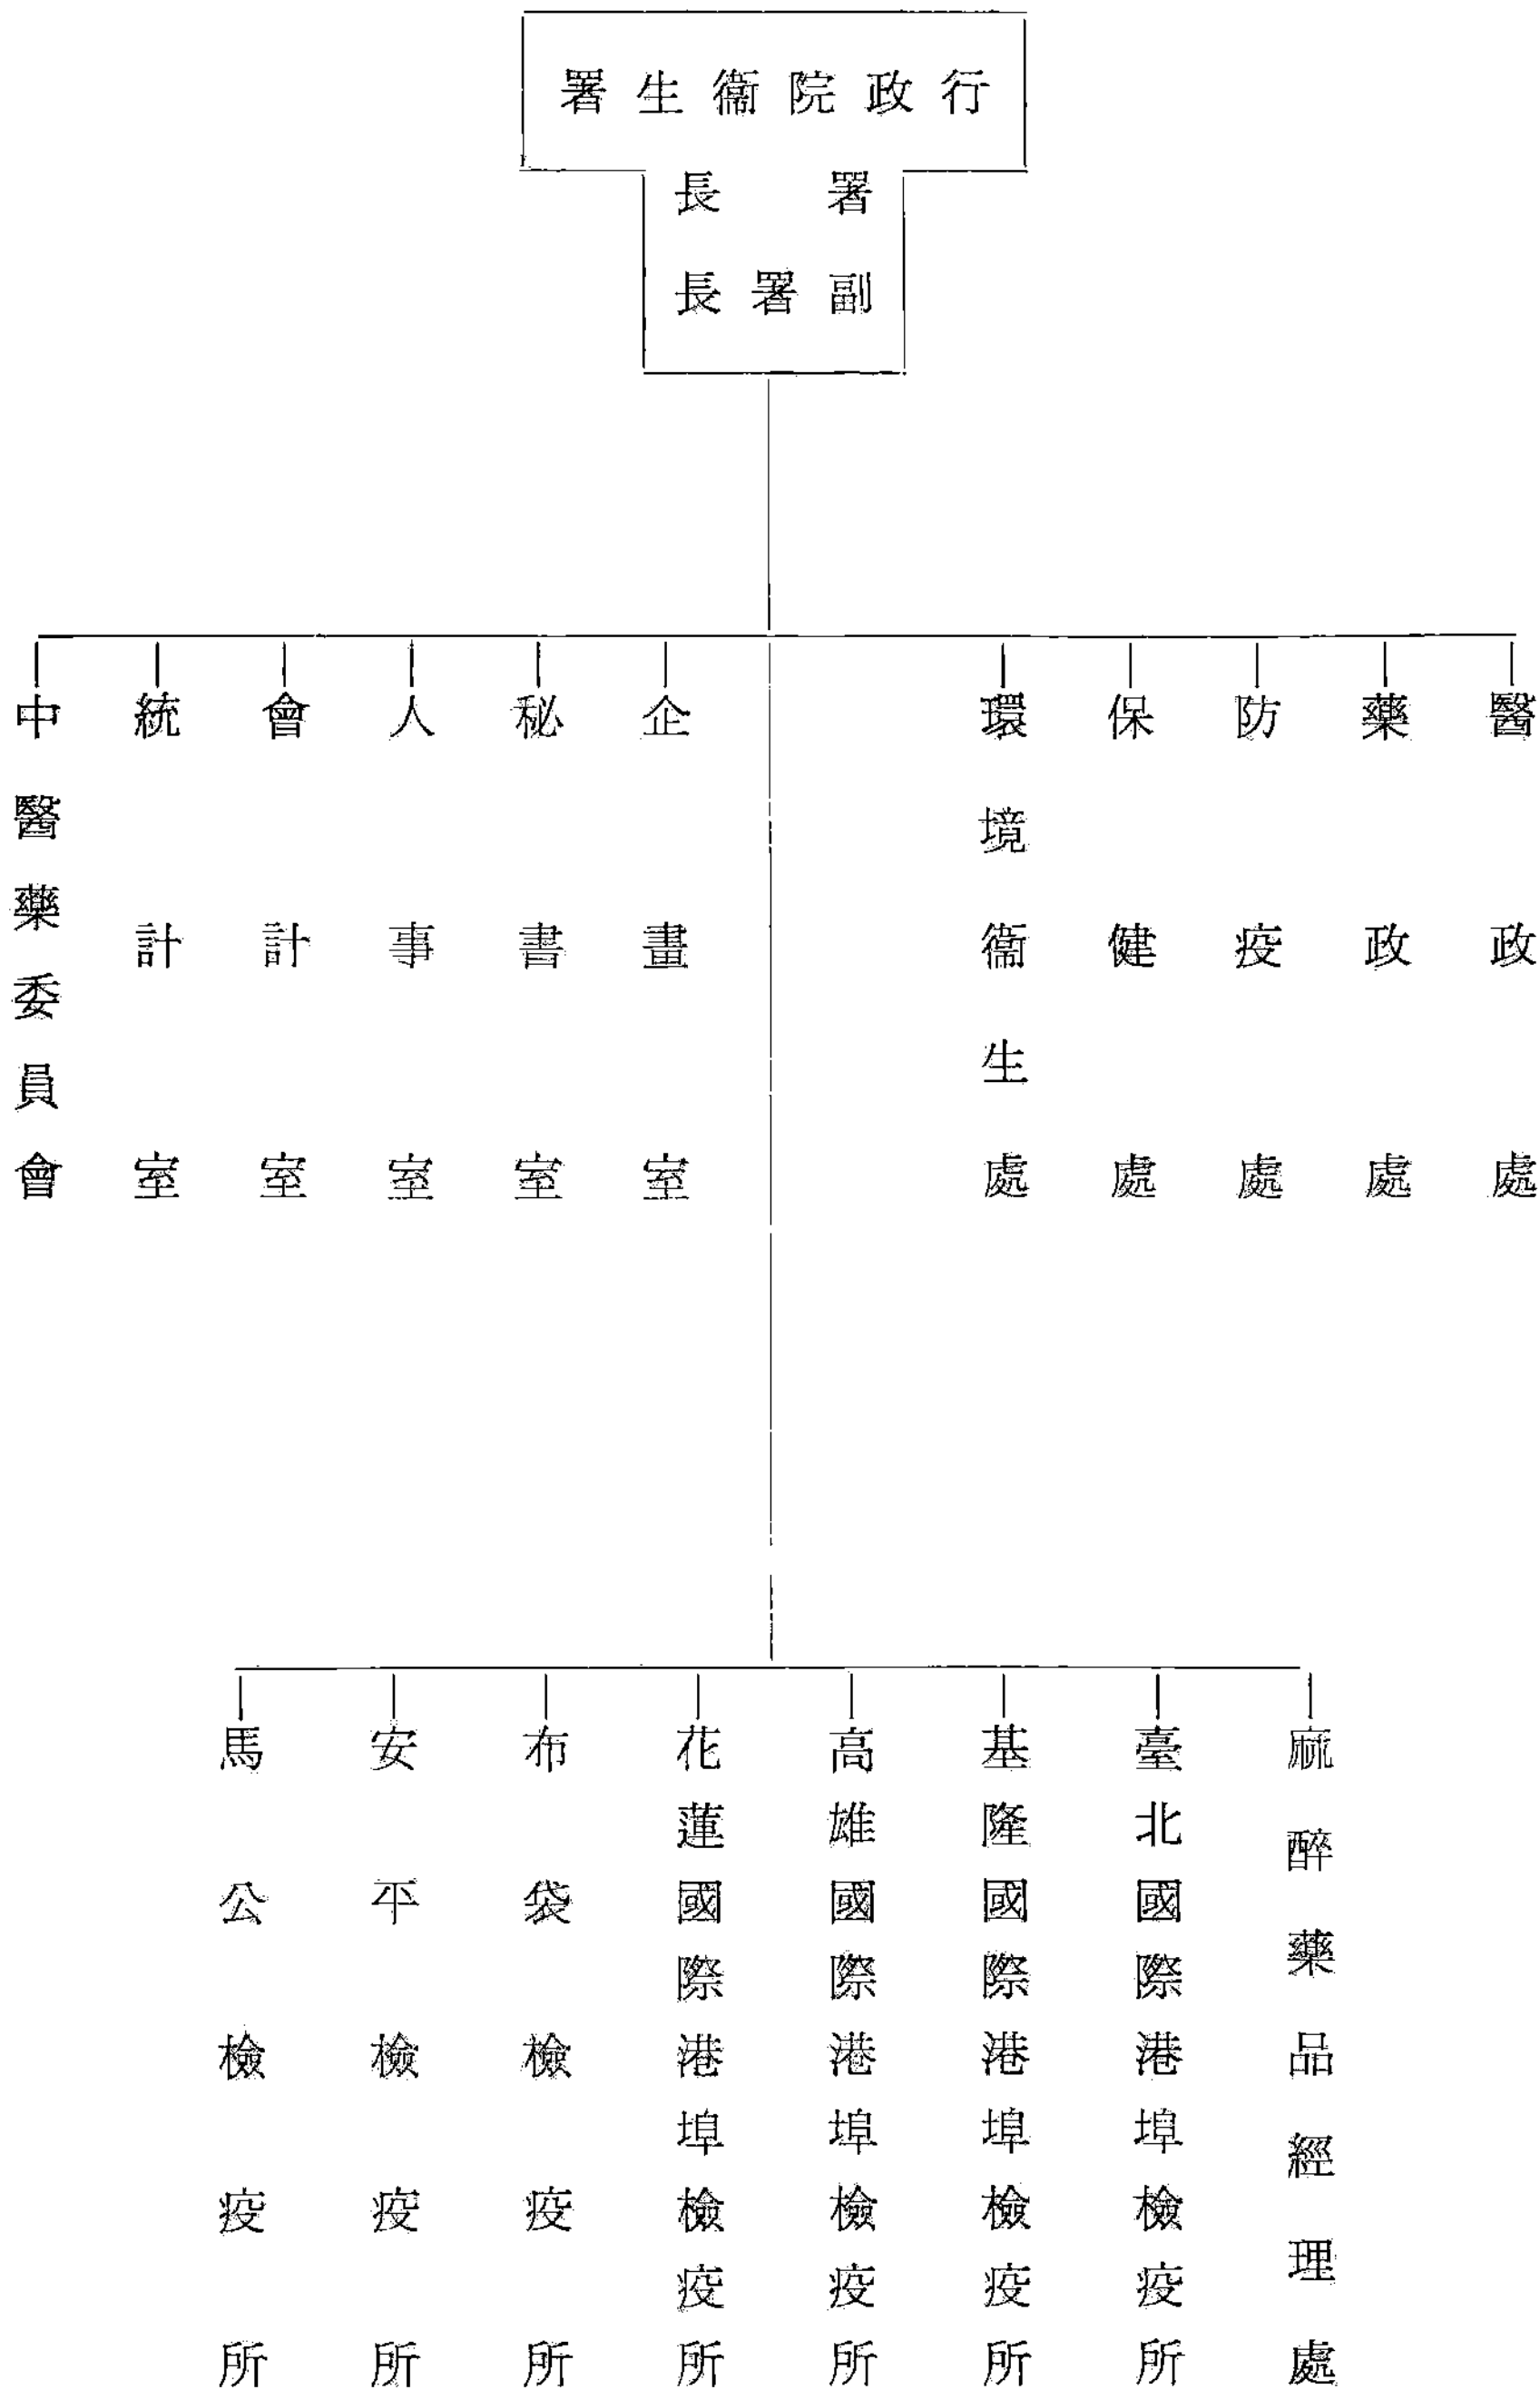 行政院衞生署
署長
副署長
醫政處
藥政處
防疫處
保健處
環境衞生處
企畫室
秘書室
人事室
會計室
統計室
中醫藥委員會
麻醉藥品經理處
臺北國際港埠檢疫所
基隆國際港埠檢疫所
高雄國際港埠檢疫所
花蓮國際港埠檢疫所
布袋檢疫所
安平檢疫所
馬公檢疫所